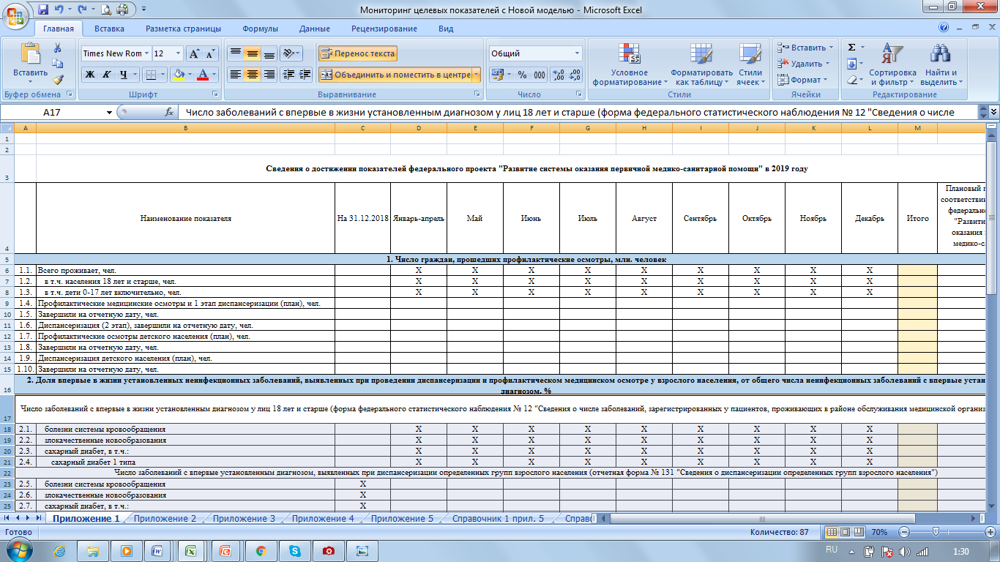 Мониторинг целевых показателей с Новой моделью - Microsoft Excel
Главная Вставка Разметка страницы Формулы Данные Рецензирование Вид
Вставить
Times New Rom 12
Ж К Ч
Перенос текста
Объединить и поместить в центре
Общий
% 000
Условное форматирование
Форматировать как таблицу
Стили ячеек
Вставить
Удалить
Формат
Сортировка и фильтр
Найти и выделить
Буфер обмена Шрифт Выравнивание Число Стили Ячейки Редактирование
A17 fx Число заболеваний с впервые в жизни установленным диагнозом у лиц 18 лет и старше (форма федерального статистического наблюдения № 12 "Сведения о числе
A B C D E F G H I J K L M
1
2
3 Сведения о достижении показателей федерального проекта "Развитие системы оказания первичной медико-санитарной помощи" в 2019 году
4 Наименование показателя На 31.12.2018 Январь-апрель Май Июнь Июль Август Сентябрь Октябрь Ноябрь Декабрь Итого
Плановый
соответствии
федерально
"Развити
оказания
медико-с
5 1. Число граждан, прошедших профилактические осмотры, млн. человек
6 1.1. Всего проживает, чел. X X X X X X X X X
7 1.2. в т.ч. населения 18 лет и старше, чел. X X X X X X X X X
8 1.3. в т.ч. дети 0-17 лет включительно, чел. X X X X X X X X X
9 1.4. Профилактические медицинские осмотры и 1 этап диспансеризации (план), чел.
10 1.5. Завершили на отчетную дату, чел.
11 1.6. Диспансеризация (2 этап), завершили на отчетную дату, чел.
12 1.7. Профилактические осмотры детского населения (план), чел.
13 1.8. Завершили на отчетную дату, чел.
14 1.9. Диспансеризация детского населения (план), чел.
15 1.10. Завершили на отчетную дату, чел.
16 2. Доля впервые в жизни установленных неинфекционных заболеваний, выявленных при проведении диспансеризации и профилактическом медицинском осмотре у взрослого населения, от общего числа неинфекционных заболеваний с впервые устан
диагнозом, %
17 Число заболеваний с впервые в жизни установленным диагнозом у лиц 18 лет и старше (форма федерального статистического наблюдения № 12 "Сведения о числе заболеваний, зарегистрированных у пациентов, проживающих в районе обслуживания медицинской организ
18 2.1. болезни системы кровообращения X X X X X X X X X
19 2.2. злокачественные новообразования X X X X X X X X X
20 2.3. сахарный диабет, в т.ч.: X X X X X X X X X
21 2.4. сахарный диабет 1 типа X X X X X X X X X
22 Число заболеваний с впервые установленным диагнозом, выявленных при диспансеризации определенных групп взрослого населения (отчетная форма № 131 "Сведения о диспансеризации определенных групп взрослого населения")
23 2.5. болезни системы кровообращения X
24 2.6. злокачественные новообразования X
25 2.7. сахарный диабет, в т.ч.: X
Приложение 1 Приложение 2 Приложение 3 Приложение 4 Приложение 5 Справочник 1 прил. 5 Справо
Готово Количество: 87 70%
RU 1:30